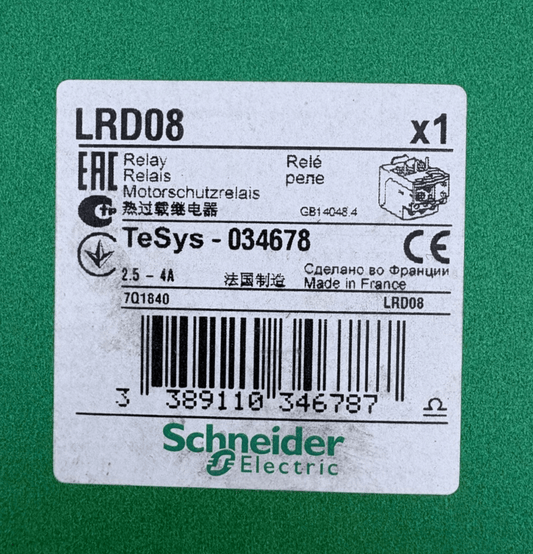 LRD08 x1
EAC Relay Relé
Relais реле
Motorschutzrelais
热过载继电器 GB14048.4
TeSys - 034678 CE
2.5 - 4A 法国制造 Сделано во Франции
Made in France
7Q1840 LRD08
3 389110 346787
Schneider
Electric